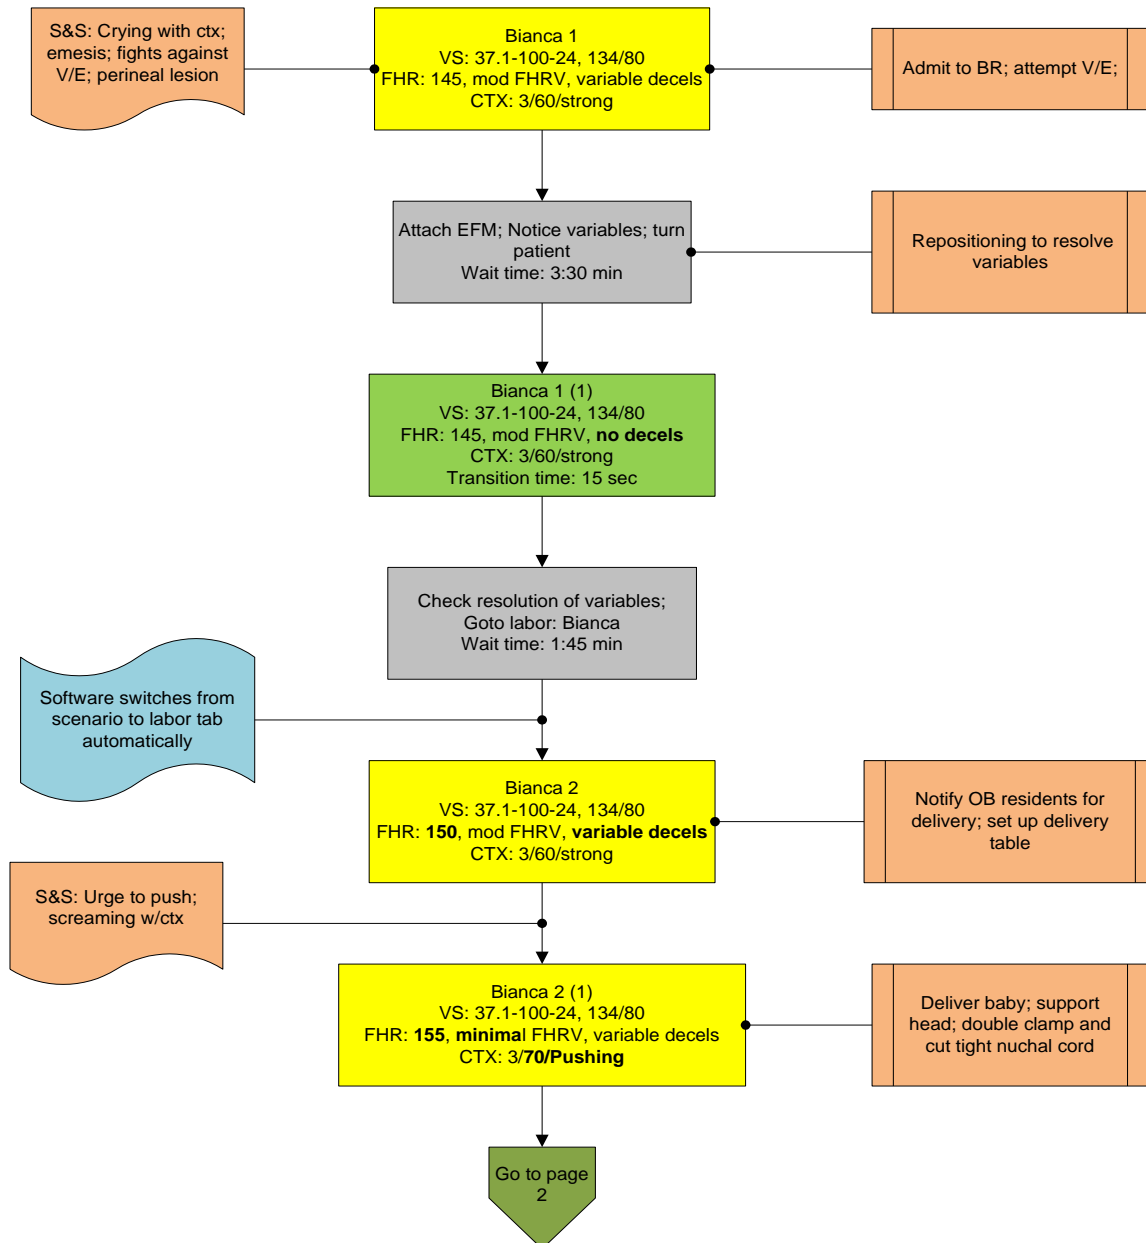 S&S: Crying with ctx;
emesis; fights against
V/E; perineal lesion
Bianca 1
VS: 37.1-100-24, 134/80
FHR: 145, mod FHRV, variable decels
CTX: 3/60/strong
Admit to BR; attempt V/E;
Attach EFM; Notice variables; turn
patient
Wait time: 3:30 min
Repositioning to resolve
variables
Bianca 1 (1)
VS: 37.1-100-24, 134/80
FHR: 145, mod FHRV, no decels
CTX: 3/60/strong
Transition time: 15 sec
Check resolution of variables;
Goto labor: Bianca
Wait time: 1:45 min
Software switches from
scenario to labor tab
automatically
Bianca 2
VS: 37.1-100-24, 134/80
FHR: 150, mod FHRV, variable decels
CTX: 3/60/strong
Notify OB residents for
delivery; set up delivery
table
S&S: Urge to push;
screaming w/ctx
Bianca 2 (1)
VS: 37.1-100-24, 134/80
FHR: 155, minimal FHRV, variable decels
CTX: 3/70/Pushing
Deliver baby; support
head; double clamp and
cut tight nuchal cord
Go to page
2